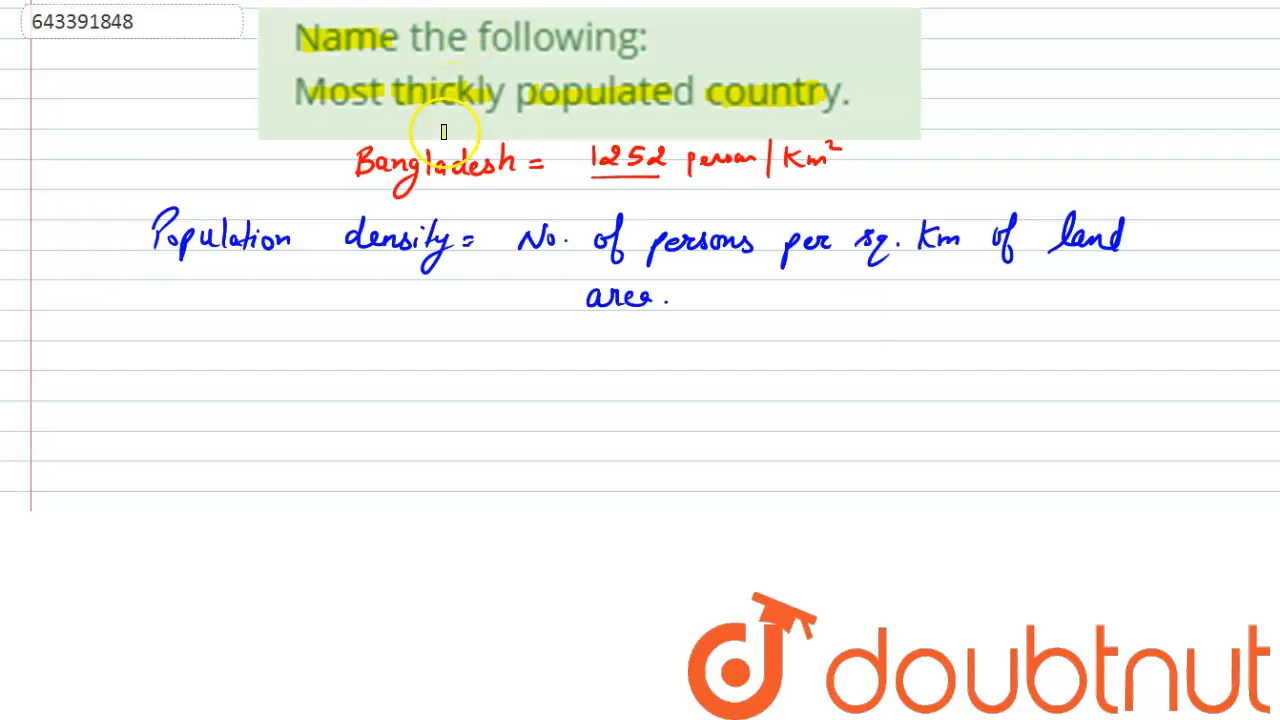 643391848
Name the following:
Most thickly populated country.
Bangladesh = 1252 person/Km²
Population density = No. of persons per sq. Km of land
area.
doubtnut